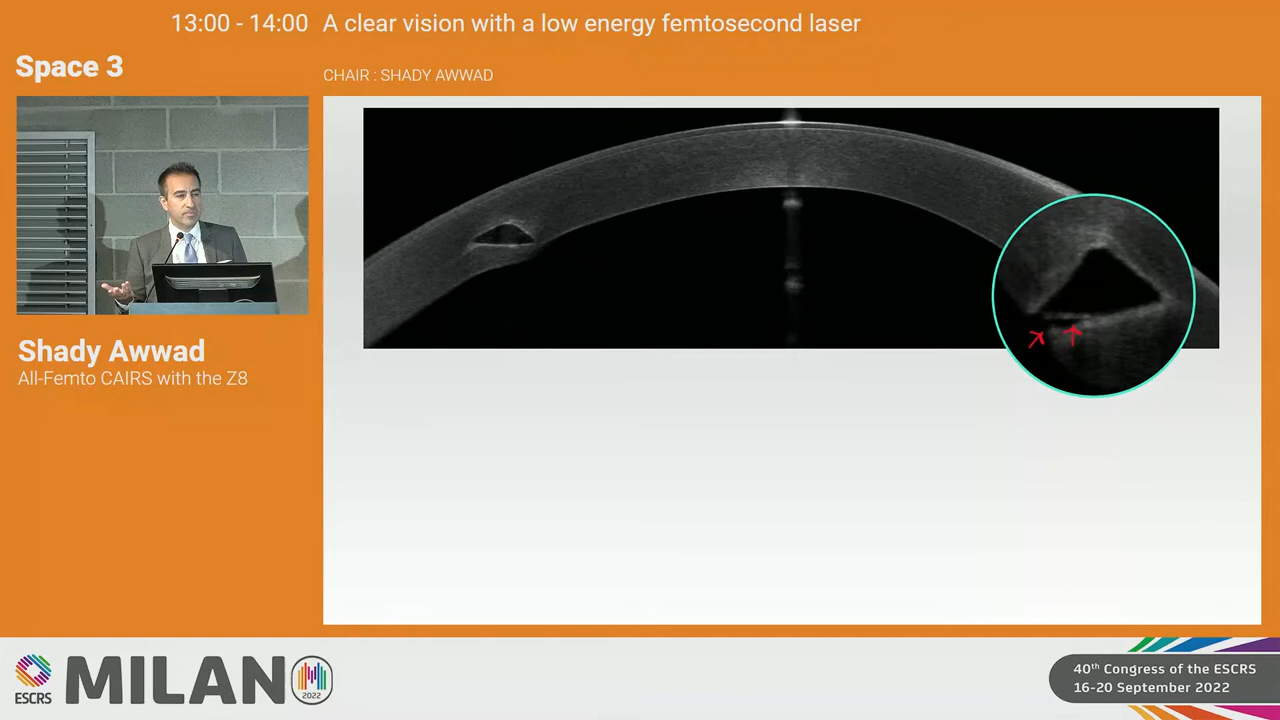 13:00 - 14:00 A clear vision with a low energy femtosecond laser
Space 3
CHAIR : SHADY AWWAD
Shady Awwad
All-Femto CAIRS with the Z8
ESCRS
MILANO
2022
40th Congress of the ESCRS
16-20 September 2022